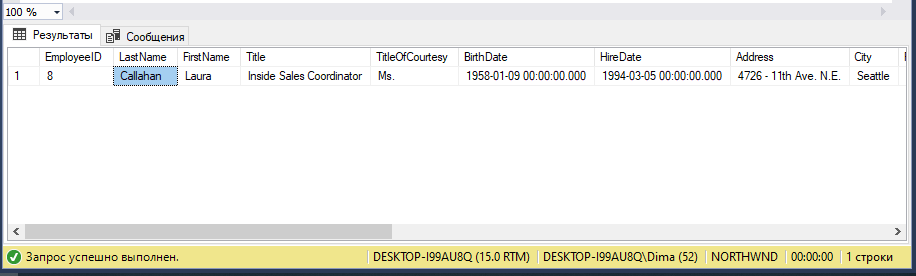 100 %
Результаты Сообщения
EmployeeID LastName FirstName Title TitleOfCourtesy BirthDate HireDate Address City
1 8 Callahan Laura Inside Sales Coordinator Ms. 1958-01-09 00:00:00.000 1994-03-05 00:00:00.000 4726 - 11th Ave. N.E. Seattle
Запрос успешно выполнен. DESKTOP-I99AU8Q (15.0 RTM) DESKTOP-I99AU8Q\Dima (52) NORTHWND 00:00:00 1 строки